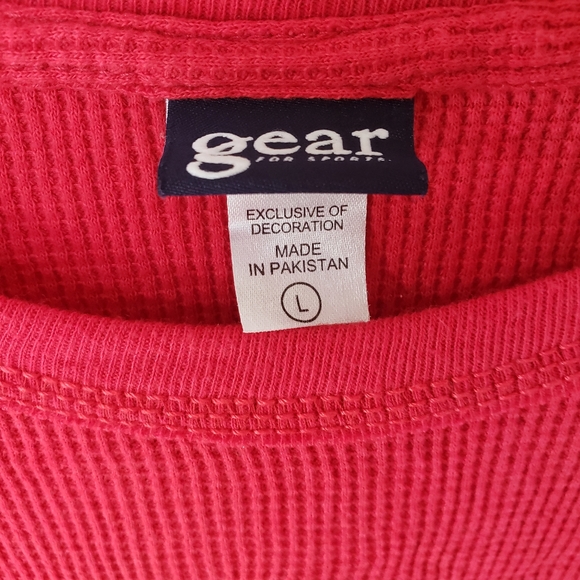 gear
FOR SPORTS
EXCLUSIVE OF
DECORATION
MADE
IN PAKISTAN
L